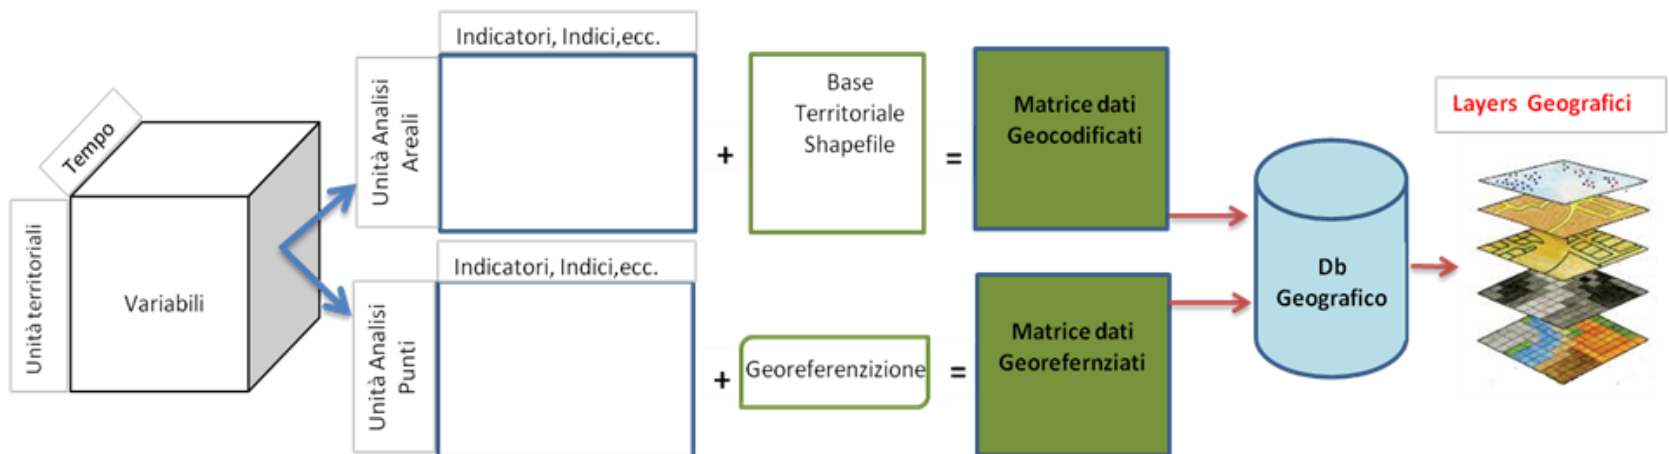 Tempo
Unità territoriali
Variabili
Indicatori, Indici,ecc.
Unità Analisi
Areali
+
Base
Territoriale
Shapefile
=
Matrice dati
Geocodificati
Indicatori, Indici,ecc.
Unità Analisi
Punti
+
Georeferenzizione
=
Matrice dati
Georefernziati
Db
Geografico
Layers Geografici